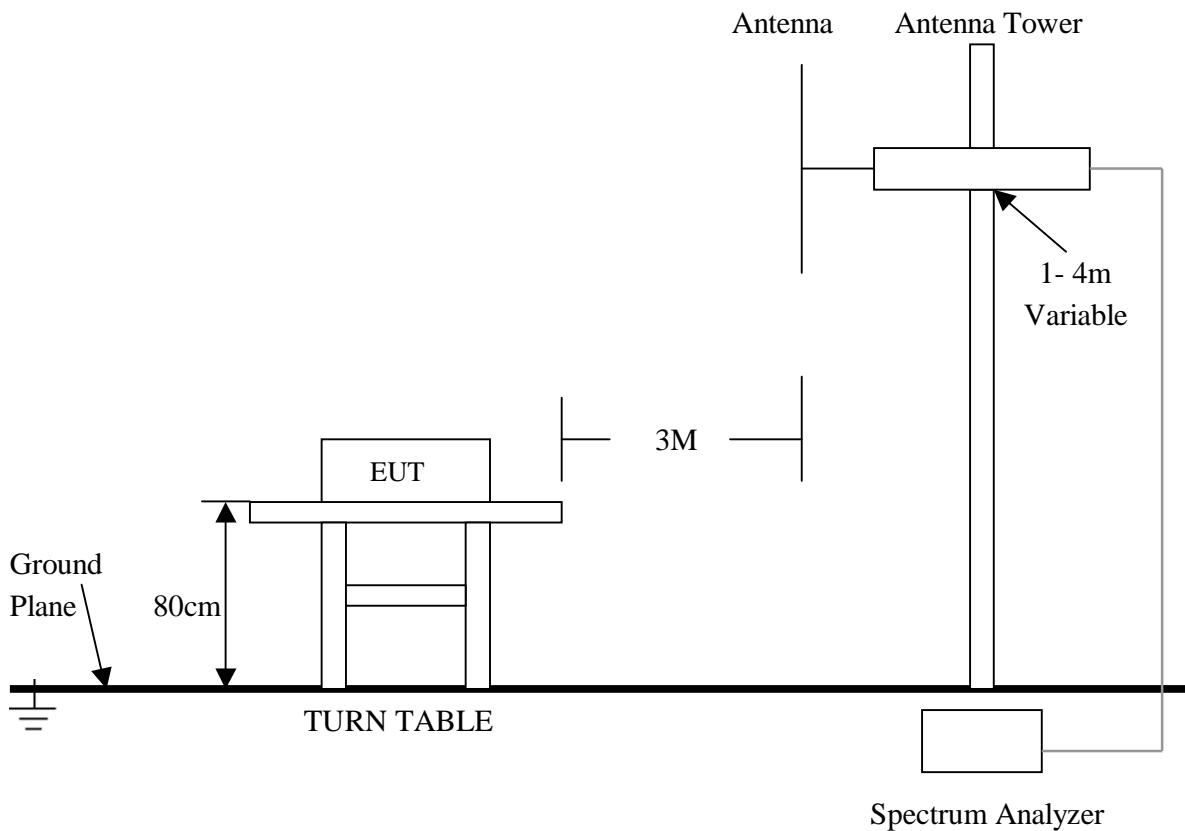 Antenna
Antenna Tower
1- 4m
Variable
3M
EUT
Ground
Plane
80cm
TURN TABLE
Spectrum Analyzer